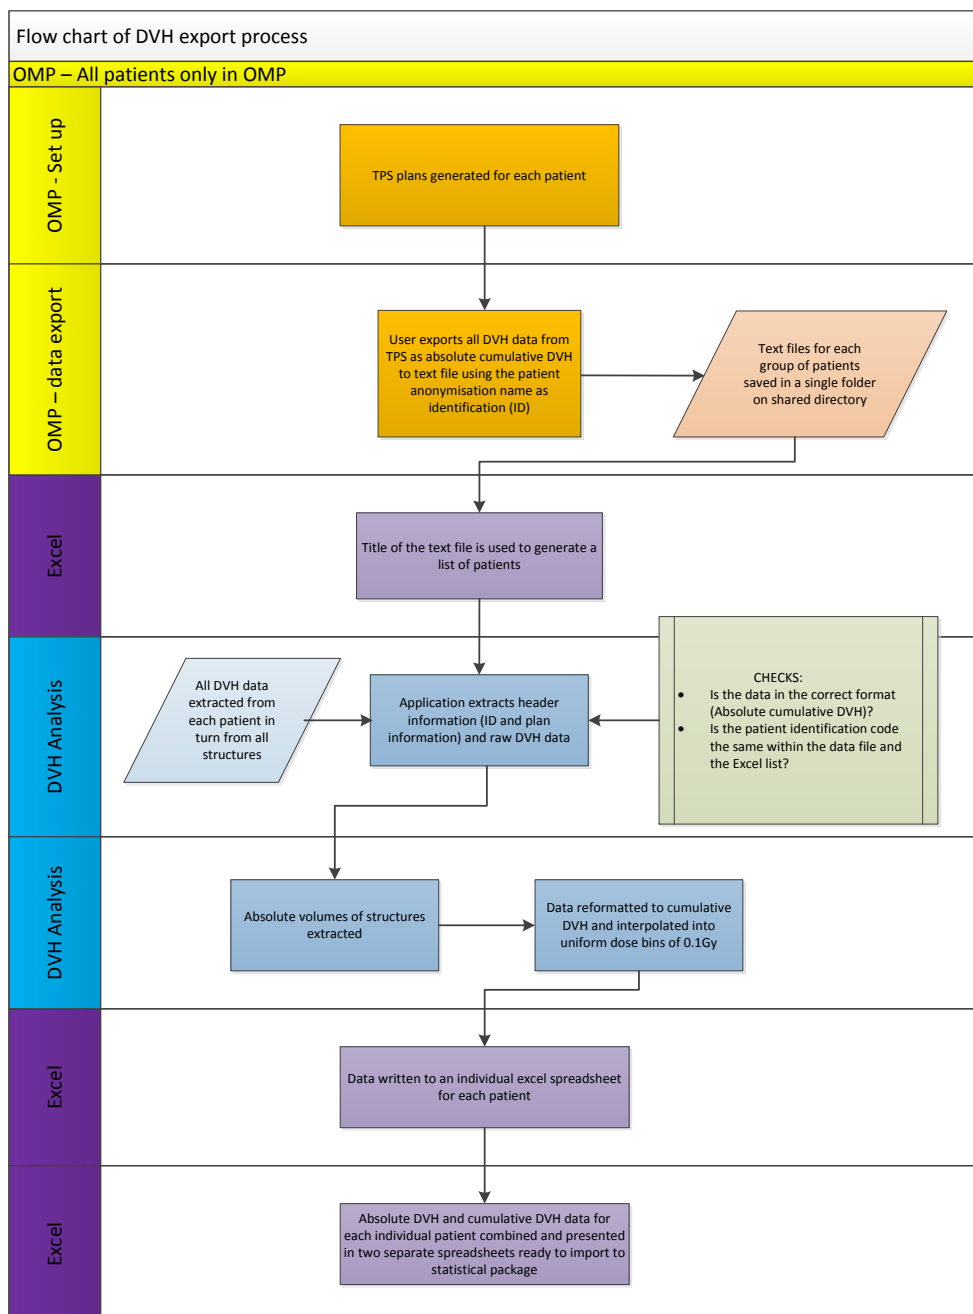 Flow chart of DVH export process
OMP – All patients only in OMP
OMP - Set up
TPS plans generated for each patient
OMP – data export
User exports all DVH data from
TPS as absolute cumulative DVH
to text file using the patient
anonymisation name as
identification (ID)
Text files for each
group of patients
saved in a single folder
on shared directory
Excel
Title of the text file is used to generate a
list of patients
DVH Analysis
All DVH data
extracted from
each patient in
turn from all
structures
Application extracts header
information (ID and plan
information) and raw DVH data
CHECKS:
• Is the data in the correct format
(Absolute cumulative DVH)?
• Is the patient identification code
the same within the data file and
the Excel list?
DVH Analysis
Absolute volumes of structures
extracted
Data reformatted to cumulative
DVH and interpolated into
uniform dose bins of 0.1Gy
Excel
Data written to an individual excel spreadsheet
for each patient
Excel
Absolute DVH and cumulative DVH data for
each individual patient combined and presented
in two separate spreadsheets ready to import to
statistical package